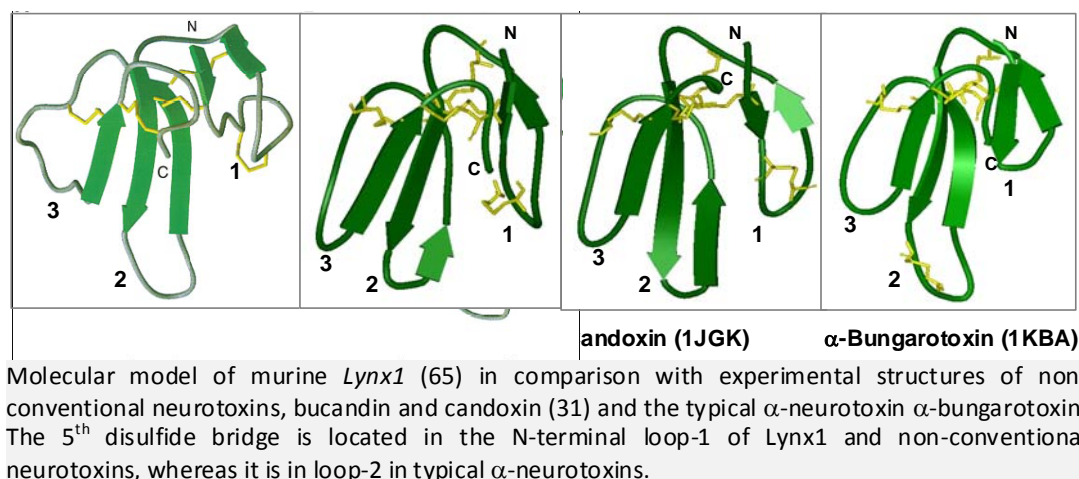 N
N
N
N
C
C
C
C
1
1
1
1
3
3
3
3
2
2
2
2
andoxin (1JGK)
α-Bungarotoxin (1KBA)
Molecular model of murine Lynx1 (65) in comparison with experimental structures of non
conventional neurotoxins, bucandin and candoxin (31) and the typical α-neurotoxin α-bungarotoxin
The 5th disulfide bridge is located in the N-terminal loop-1 of Lynx1 and non-conventiona
neurotoxins, whereas it is in loop-2 in typical α-neurotoxins.